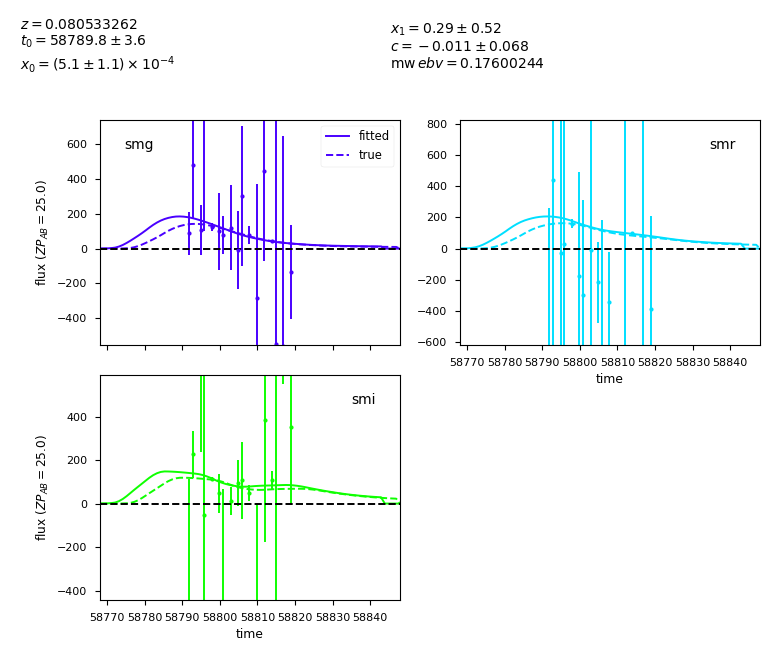 z = 0.080533262
t₀ = 58789.8 ± 3.6
x₀ = (5.1 ± 1.1) × 10⁻⁴
x₁ = 0.29 ± 0.52
c = −0.011 ± 0.068
mw ebv = 0.17600244
smg
fitted
true
600
400
200
0
−200
−400
flux (ZP_AB = 25.0)
smr
800
600
400
200
0
−200
−400
−600
58770 58780 58790 58800 58810 58820 58830 58840
time
smi
400
200
0
−200
−400
flux (ZP_AB = 25.0)
58770 58780 58790 58800 58810 58820 58830 58840
time